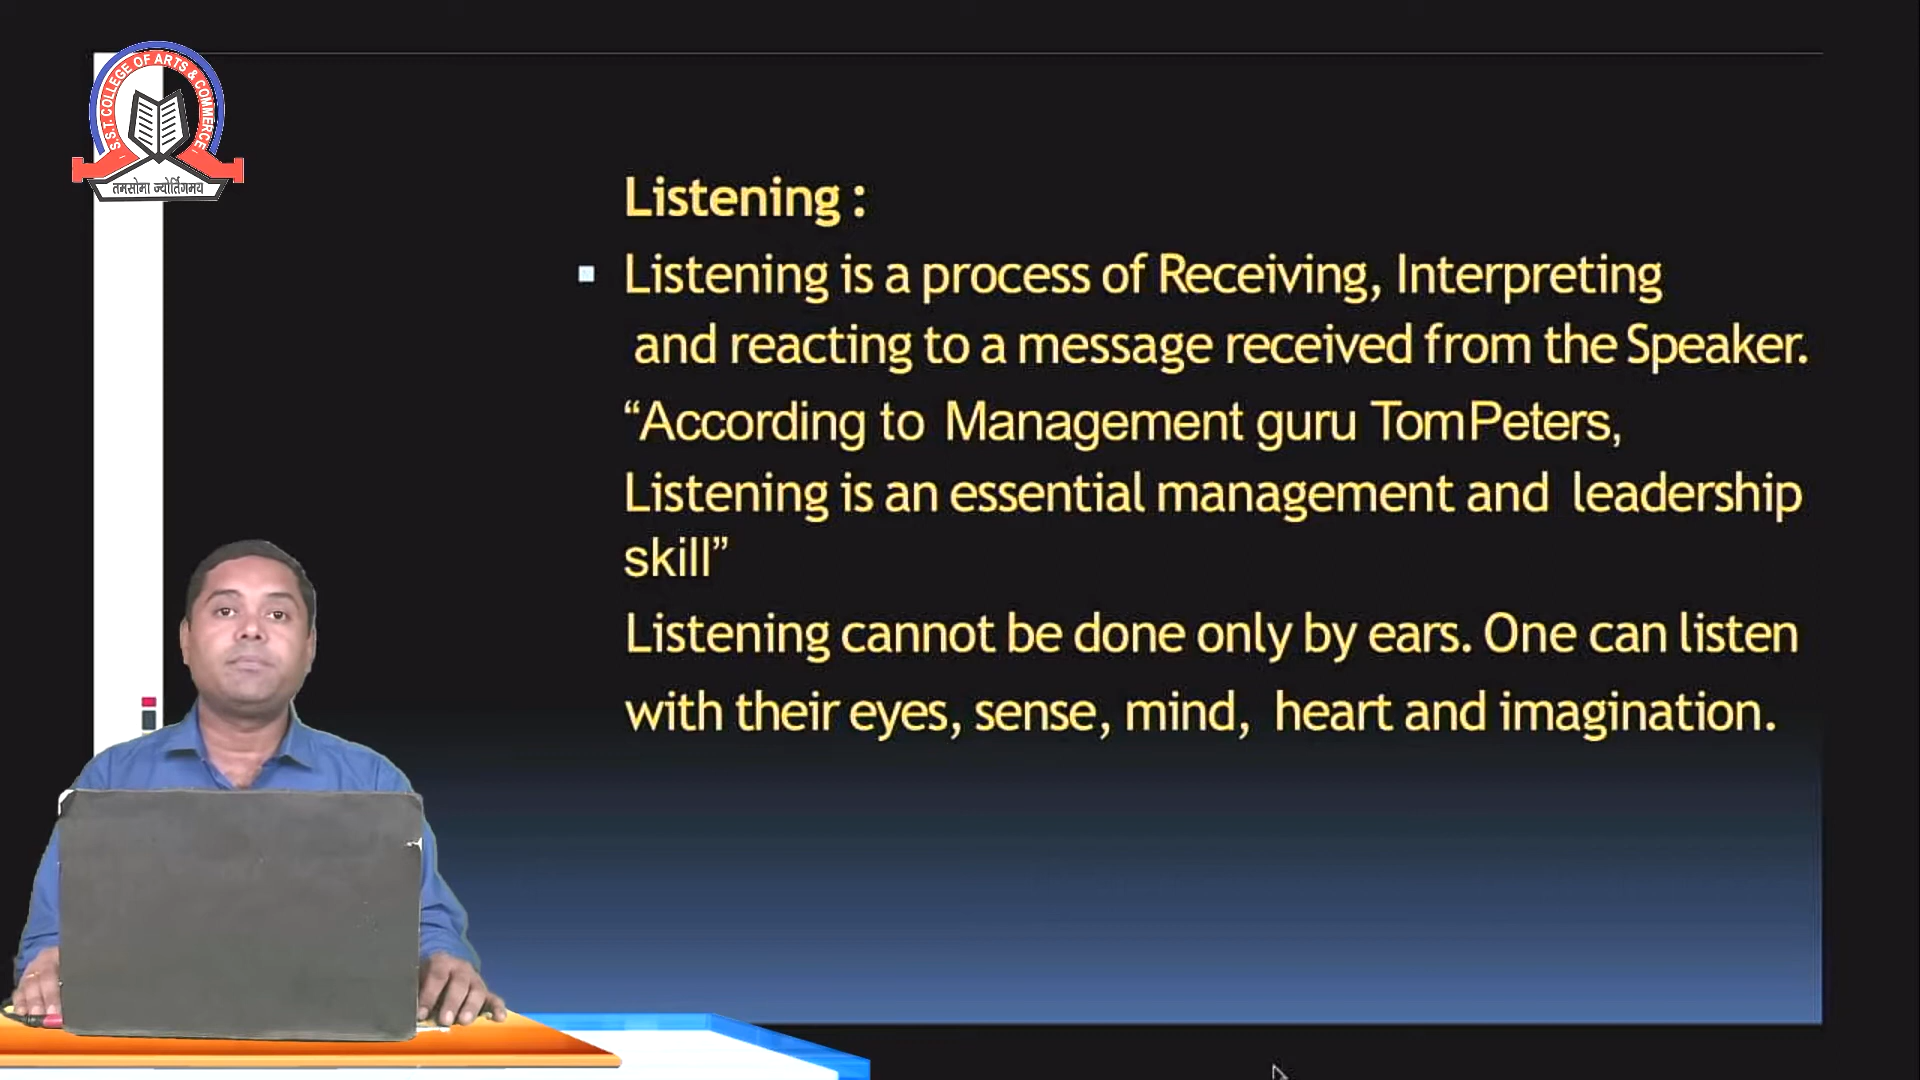 S.S.T. COLLEGE OF ARTS & COMMERCE
तमसोमा ज्योर्तिगमय
Listening :
Listening is a process of Receiving, Interpreting
and reacting to a message received from the Speaker.
“According to Management guru TomPeters,
Listening is an essential management and leadership
skill”
Listening cannot be done only by ears. One can listen
with their eyes, sense, mind, heart and imagination.